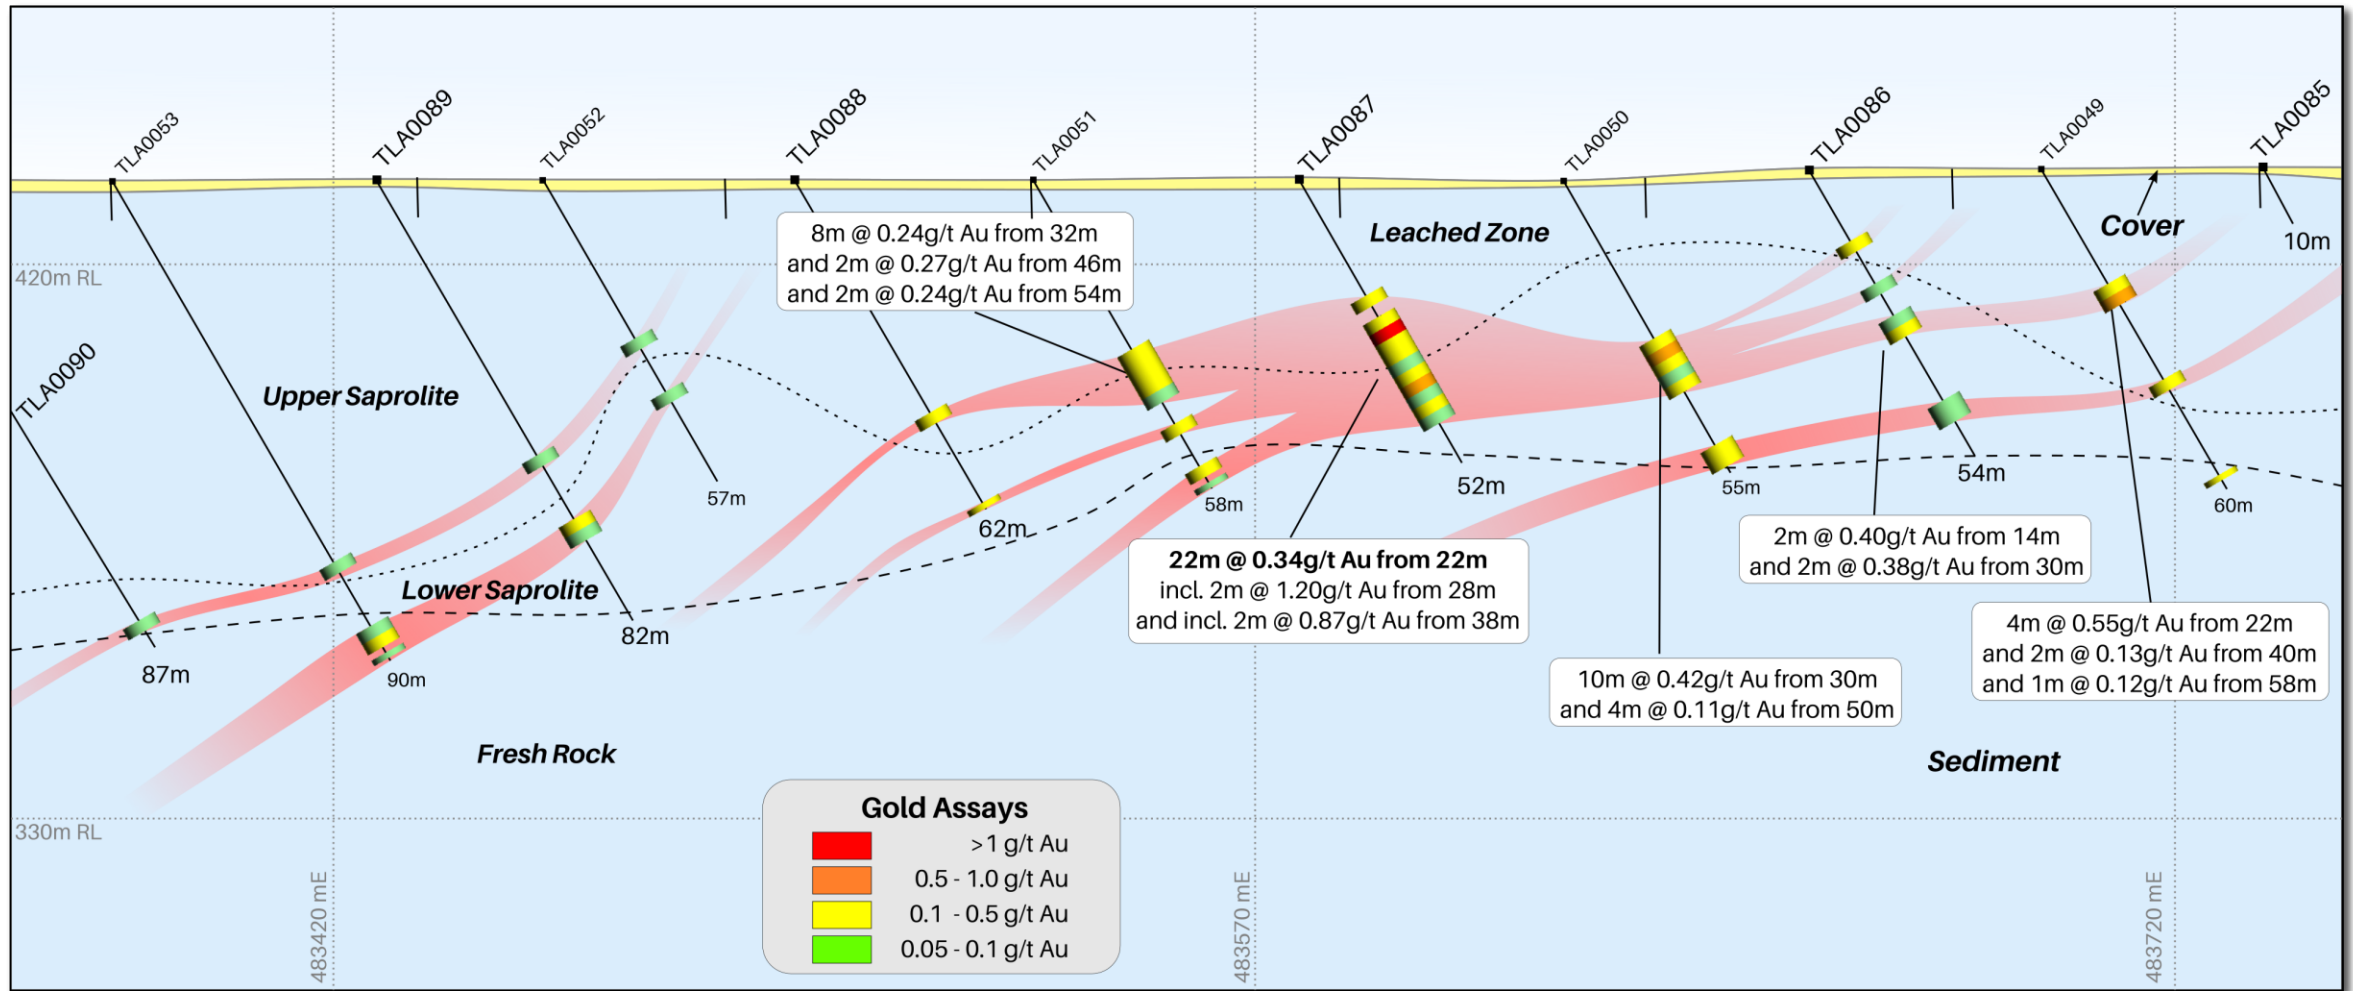 TLA0053
TLA0089
TLA0052
TLA0088
TLA0051
TLA0087
TLA0050
TLA0086
TLA0049
TLA0085
TLA0090
420m RL
330m RL
8m @ 0.24g/t Au from 32m
and 2m @ 0.27g/t Au from 46m
and 2m @ 0.24g/t Au from 54m
Leached Zone
Cover
10m
Upper Saprolite
Lower Saprolite
57m
62m
58m
52m
55m
54m
60m
82m
87m
90m
22m @ 0.34g/t Au from 22m
incl. 2m @ 1.20g/t Au from 28m
and incl. 2m @ 0.87g/t Au from 38m
2m @ 0.40g/t Au from 14m
and 2m @ 0.38g/t Au from 30m
4m @ 0.55g/t Au from 22m
and 2m @ 0.13g/t Au from 40m
and 1m @ 0.12g/t Au from 58m
10m @ 0.42g/t Au from 30m
and 4m @ 0.11g/t Au from 50m
Fresh Rock
Sediment
Gold Assays
>1 g/t Au
0.5 - 1.0 g/t Au
0.1 - 0.5 g/t Au
0.05 - 0.1 g/t Au
483420 mE
483570 mE
483720 mE